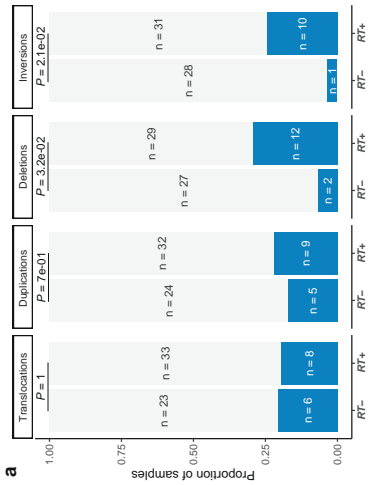 a
Translocations
Duplications
Deletions
Inversions
P = 1
P = 7e-01
P = 3.2e-02
P = 2.1e-02
Proportion of samples
1.00
0.75
0.50
0.25
0.00
n = 23
n = 33
n = 24
n = 32
n = 27
n = 29
n = 28
n = 31
n = 6
n = 8
n = 5
n = 9
n = 2
n = 12
n = 1
n = 10
RT−
RT+
RT−
RT+
RT−
RT+
RT−
RT+